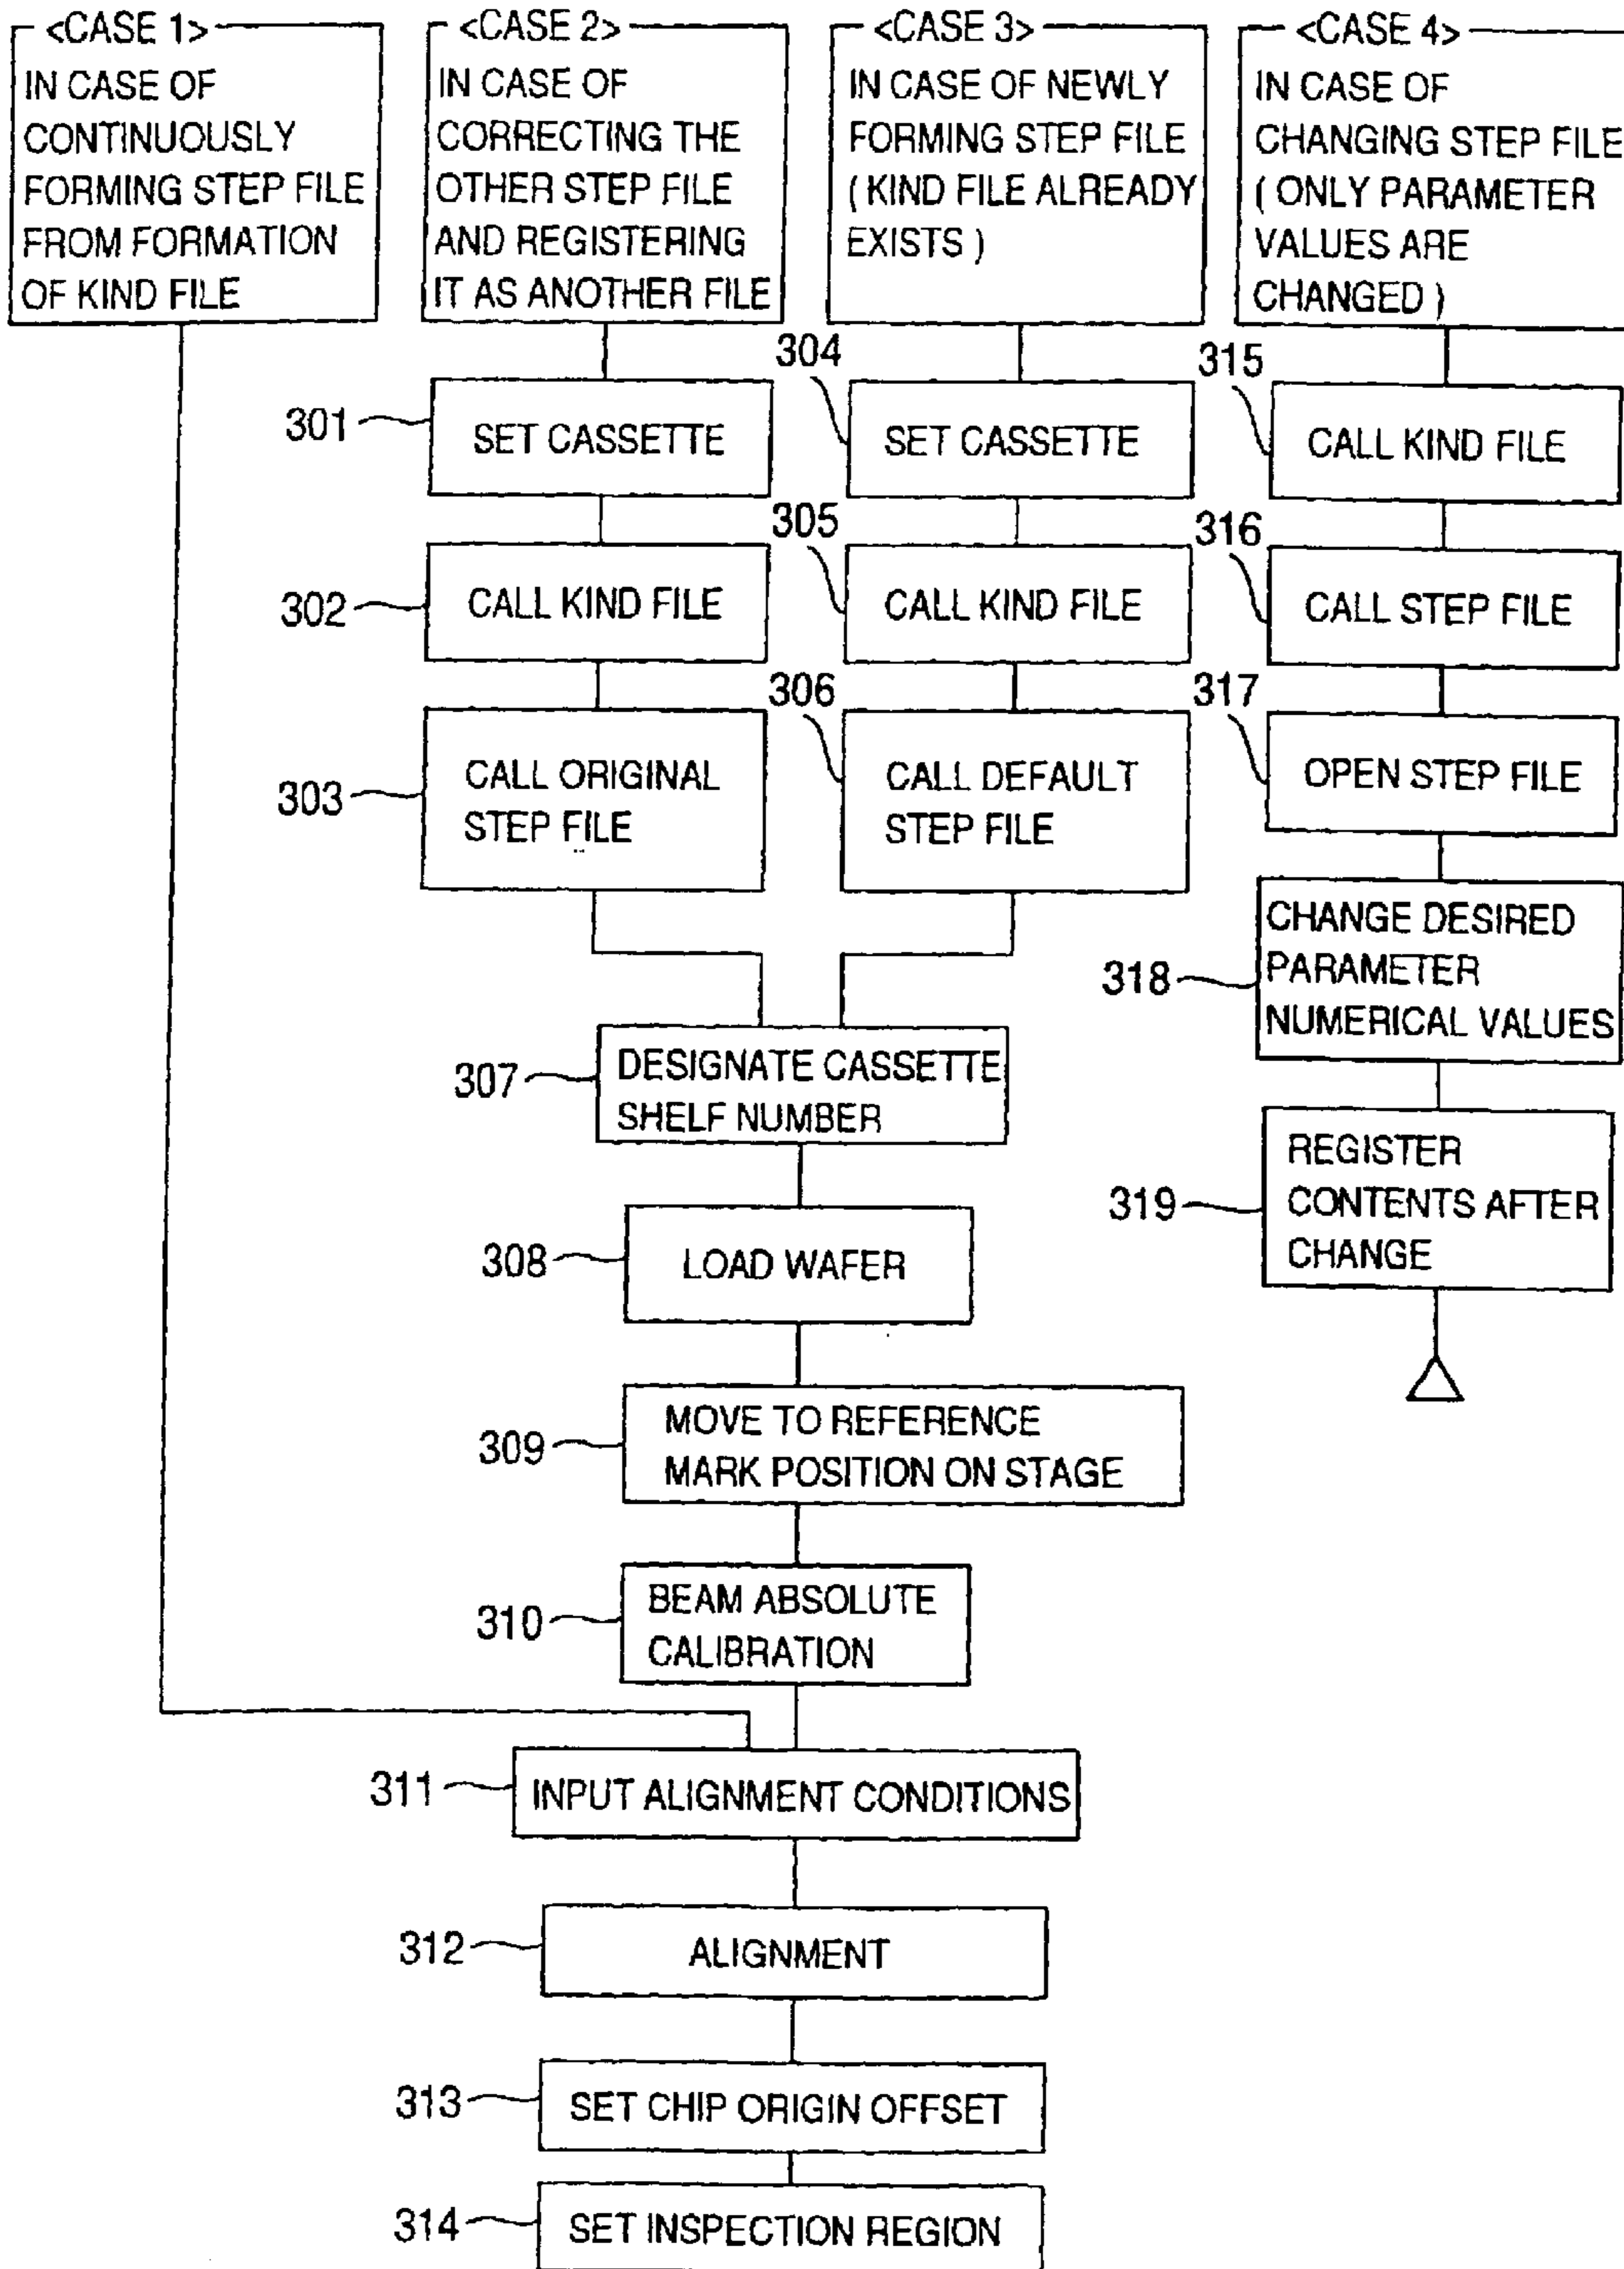 <CASE 1>
IN CASE OF
CONTINUOUSLY
FORMING STEP FILE
FROM FORMATION
OF KIND FILE
<CASE 2>
IN CASE OF
CORRECTING THE
OTHER STEP FILE
AND REGISTERING
IT AS ANOTHER FILE
<CASE 3>
IN CASE OF NEWLY
FORMING STEP FILE
( KIND FILE ALREADY
EXISTS )
<CASE 4>
IN CASE OF
CHANGING STEP FILE
( ONLY PARAMETER
VALUES ARE
CHANGED )
301
SET CASSETTE
304
SET CASSETTE
315
CALL KIND FILE
302
CALL KIND FILE
305
CALL KIND FILE
316
CALL STEP FILE
303
CALL ORIGINAL
STEP FILE
306
CALL DEFAULT
STEP FILE
317
OPEN STEP FILE
318
CHANGE DESIRED
PARAMETER
NUMERICAL VALUES
307
DESIGNATE CASSETTE
SHELF NUMBER
319
REGISTER
CONTENTS AFTER
CHANGE
308
LOAD WAFER
309
MOVE TO REFERENCE
MARK POSITION ON STAGE
310
BEAM ABSOLUTE
CALIBRATION
311
INPUT ALIGNMENT CONDITIONS
312
ALIGNMENT
313
SET CHIP ORIGIN OFFSET
314
SET INSPECTION REGION